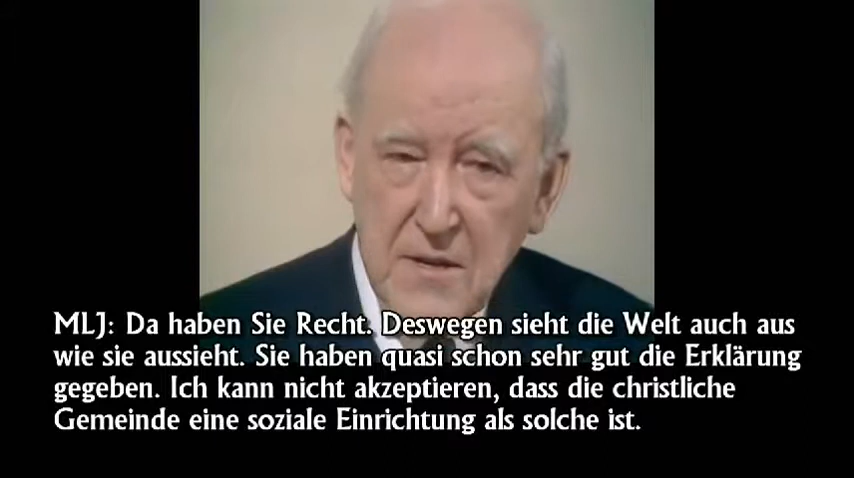 MLJ: Da haben Sie Recht. Deswegen sieht die Welt auch aus
wie sie aussieht. Sie haben quasi schon sehr gut die Erklärung
gegeben. Ich kann nicht akzeptieren, dass die christliche
Gemeinde eine soziale Einrichtung als solche ist.